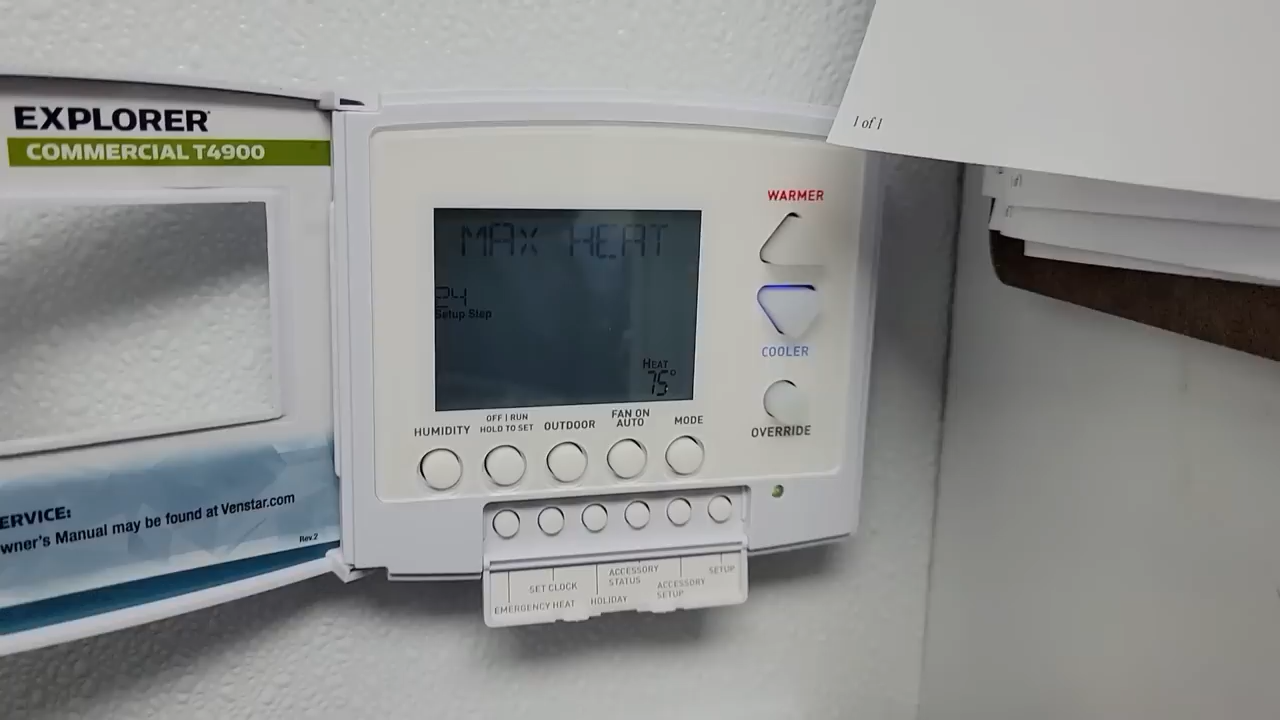 EXPLORER
COMMERCIAL T4900
1 of 1
WARMER
MAX HEAT
24
Setup Step
COOLER
HEAT
75°
HUMIDITY
OFF | RUN
HOLD TO SET
OUTDOOR
FAN ON
AUTO
MODE
OVERRIDE
ERVICE:
wner's Manual may be found at Venstar.com
Rev.2
SET CLOCK
ACCESSORY
STATUS
SETUP
EMERGENCY HEAT
HOLIDAY
ACCESSORY
SETUP